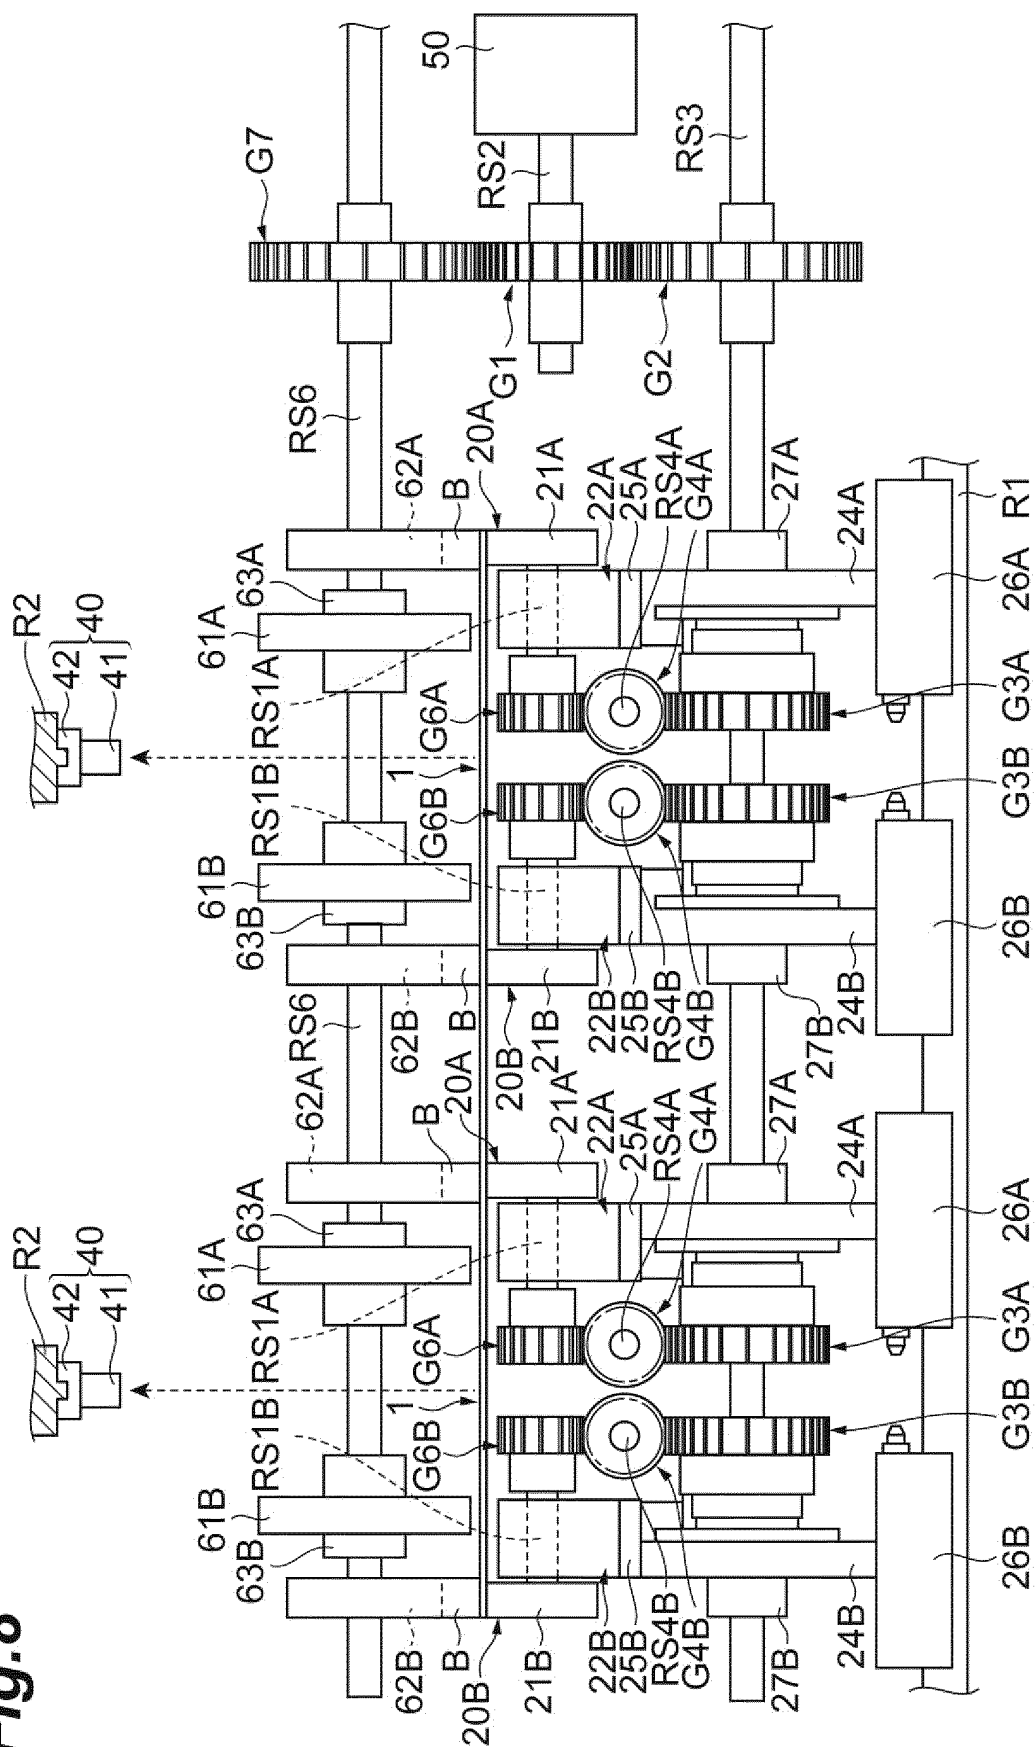 Fig.
R2
42
41
40
R2
42
41
40
63B
61B
RS1B
RS1A
61A
63A
62A
RS6
63B
61B
RS1B
RS1A
61A
63A
RS6
G7
62B
B
G6B
1
G6A
B
20A
62B
B
G6B
1
G6A
B
62A
20A
G1
RS2
50
20B
21B
22B
25B
RS4B
G4B
21A
22A
25A
RS4A
G4A
20B
21B
22B
25B
RS4B
G4B
21A
22A
25A
RS4A
G4A
G2
RS3
27B
24B
27A
24A
27B
24B
27A
24A
26B
G3B
G3A
26A
26B
G3B
G3A
26A
R1